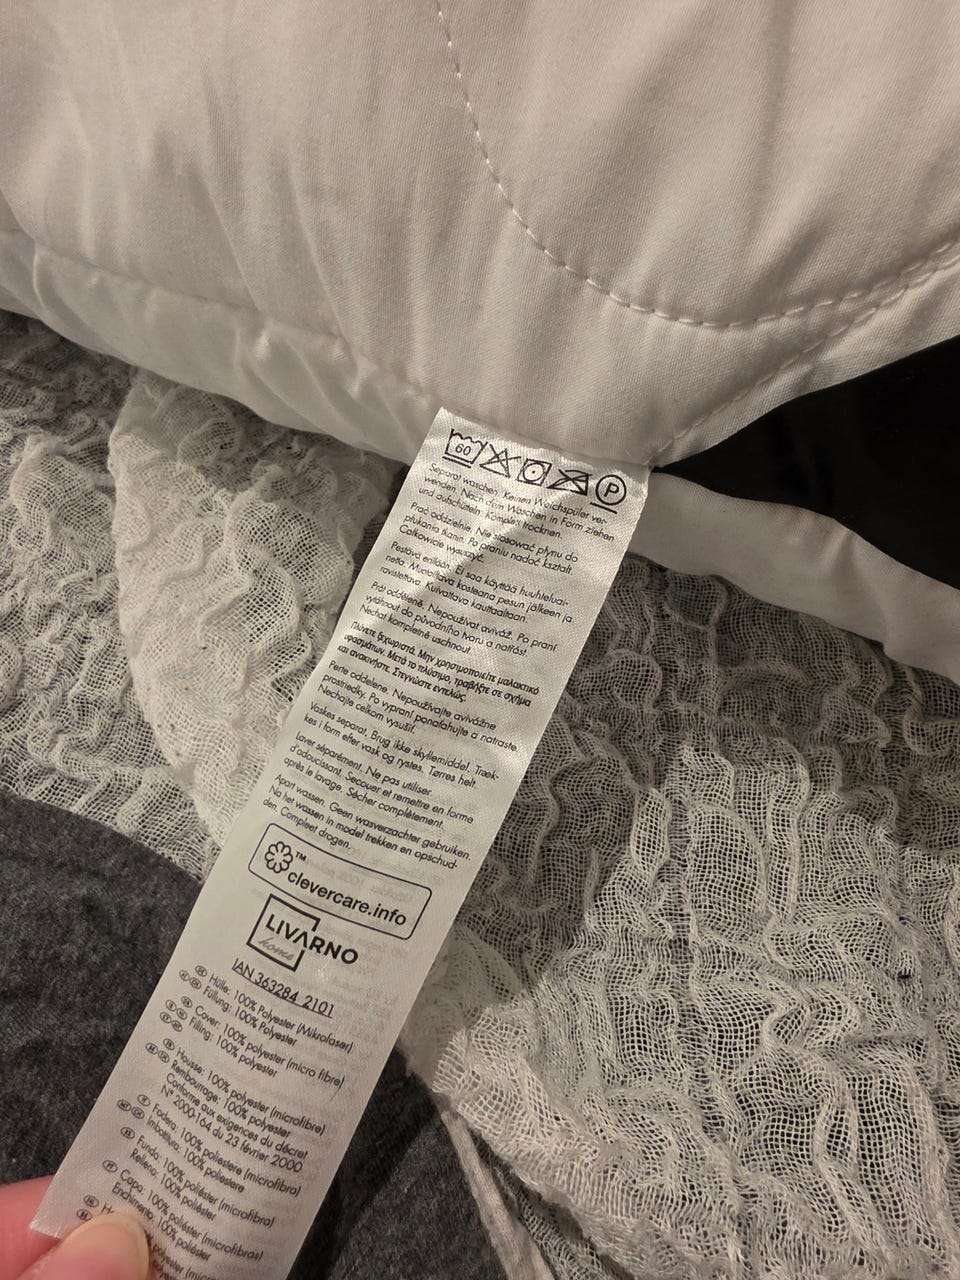 60 P
Separat waschen. Keinen Weichspüler ver-
wenden. Nach dem Waschen in Form ziehen
und aufschütteln. Komplett trocknen.
Prać oddzielnie. Nie stosować płynu do
płukania tkanin. Po praniu nadać kształt.
Całkowicie wysuszyć.
Pestävä erillään. Ei saa käyttää huuhteluai-
netta. Muotoiltava kosteana pesun jälkeen ja
ravistettava. Kuivattava kauttaaltaan.
Prát odděleně. Nepoužívat aviváž. Po praní
vytáhnout do původního tvaru a natřást.
Nechat kompletně uschnout.
Πλύνετε ξεχωριστά. Μην χρησιμοποιείτε μαλακτικό
υφασμάτων. Μετά το πλύσιμο, τραβήξτε σε σχήμα
και ανακινήστε. Στεγνώστε εντελώς.
Perte oddelene. Nepoužívajte avivážne
prostriedky. Po vypraní ponaťahujte a natraste.
Nechajte celkom vysušiť.
Vaskes separat. Brug ikke skyllemiddel. Træk-
kes i form efter vask og rystes. Tørres helt.
Laver séparément. Ne pas utiliser
d'adoucissant. Secouer et remettre en forme
après le lavage. Sécher complètement.
Apart wassen. Geen wasverzachter gebruiken.
Na het wassen in model trekken en opschud-
den. Compleet drogen.
™
clevercare.info
LIVARNO
home
IAN 363284_2101
Hülle: 100% Polyester (Mikrofaser)
Füllung: 100% Polyester
Cover: 100% polyester (micro fibre)
Filling: 100% polyester
Housse: 100% polyester (microfibre)
Rembourrage: 100% polyester
Conforme aux exigences du décret
N° 2000-164 du 23 février 2000
Fodera: 100% poliestere (microfibra)
Imbottitura: 100% poliestere
Funda: 100% poliéster (microfibra)
Relleno: 100% poliéster
Capa: 100% poliéster (microfibras)
Enchimento: 100% poliéster